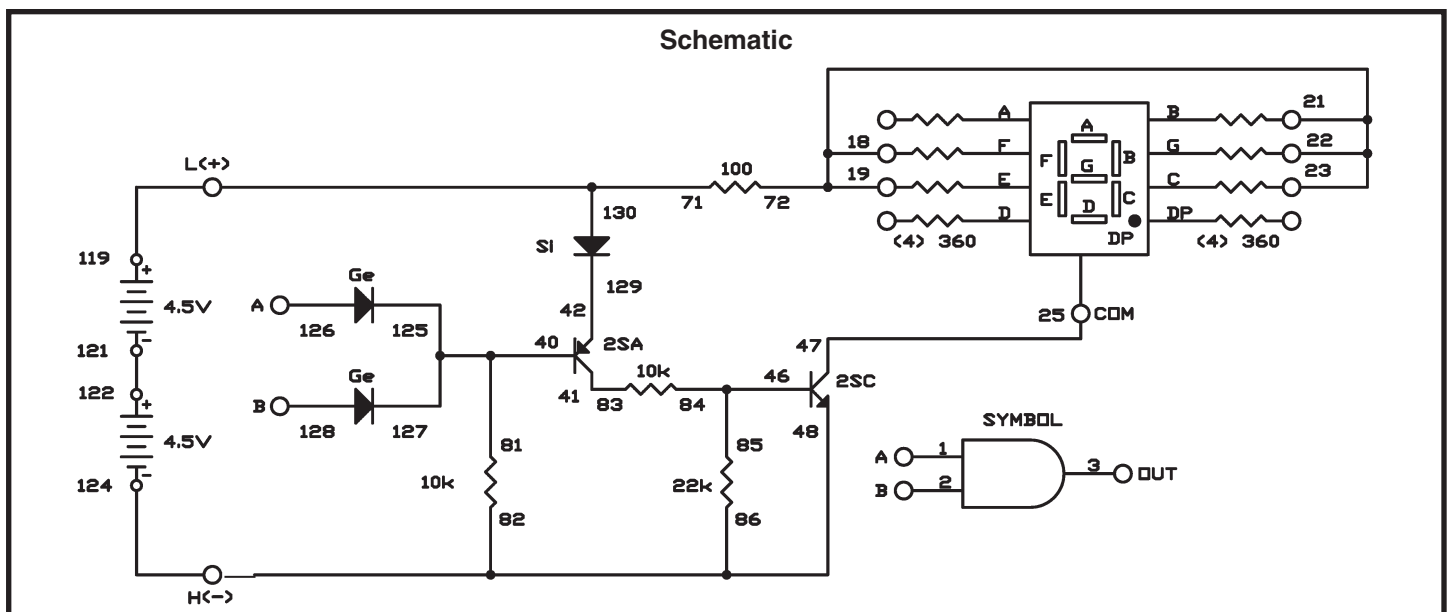 Schematic
A B 21
18 F A G 22
F B
G
19 E C 23
E C
D D DP
DP
(4) 360 (4) 360
L(+) 100
71 72
130
Si
129
119 + Ge 42
4.5V A 126 125
- 40 2SA
121 25 COM
122 + Ge 41 10k 47
83 84 46 2SC
4.5V B 128 127 48
- SYMBOL
124 81 85
10k 22k A 1
82 86 B 2 3 OUT
H(-)